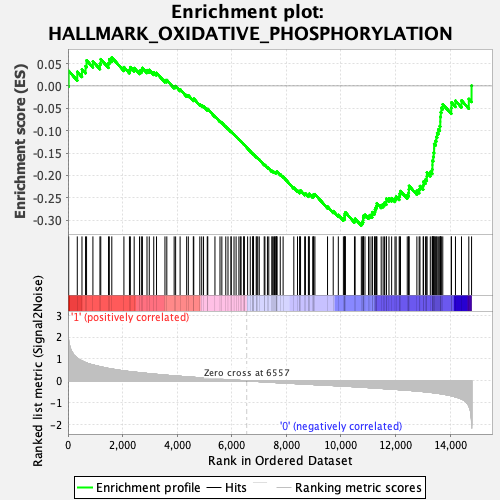 Enrichment plot:
HALLMARK_OXIDATIVE_PHOSPHORYLATION
Enrichment score (ES)
0.05
0.00
-0.05
-0.10
-0.15
-0.20
-0.25
-0.30
Ranked list metric (Signal2Noise)
'1' (positively correlated)
3
2
1
0
-1
-2
Zero cross at 6557
'0' (negatively correlated)
0
2,000
4,000
6,000
8,000
10,000
12,000
14,000
Rank in Ordered Dataset
Enrichment profile
Hits
Ranking metric scores